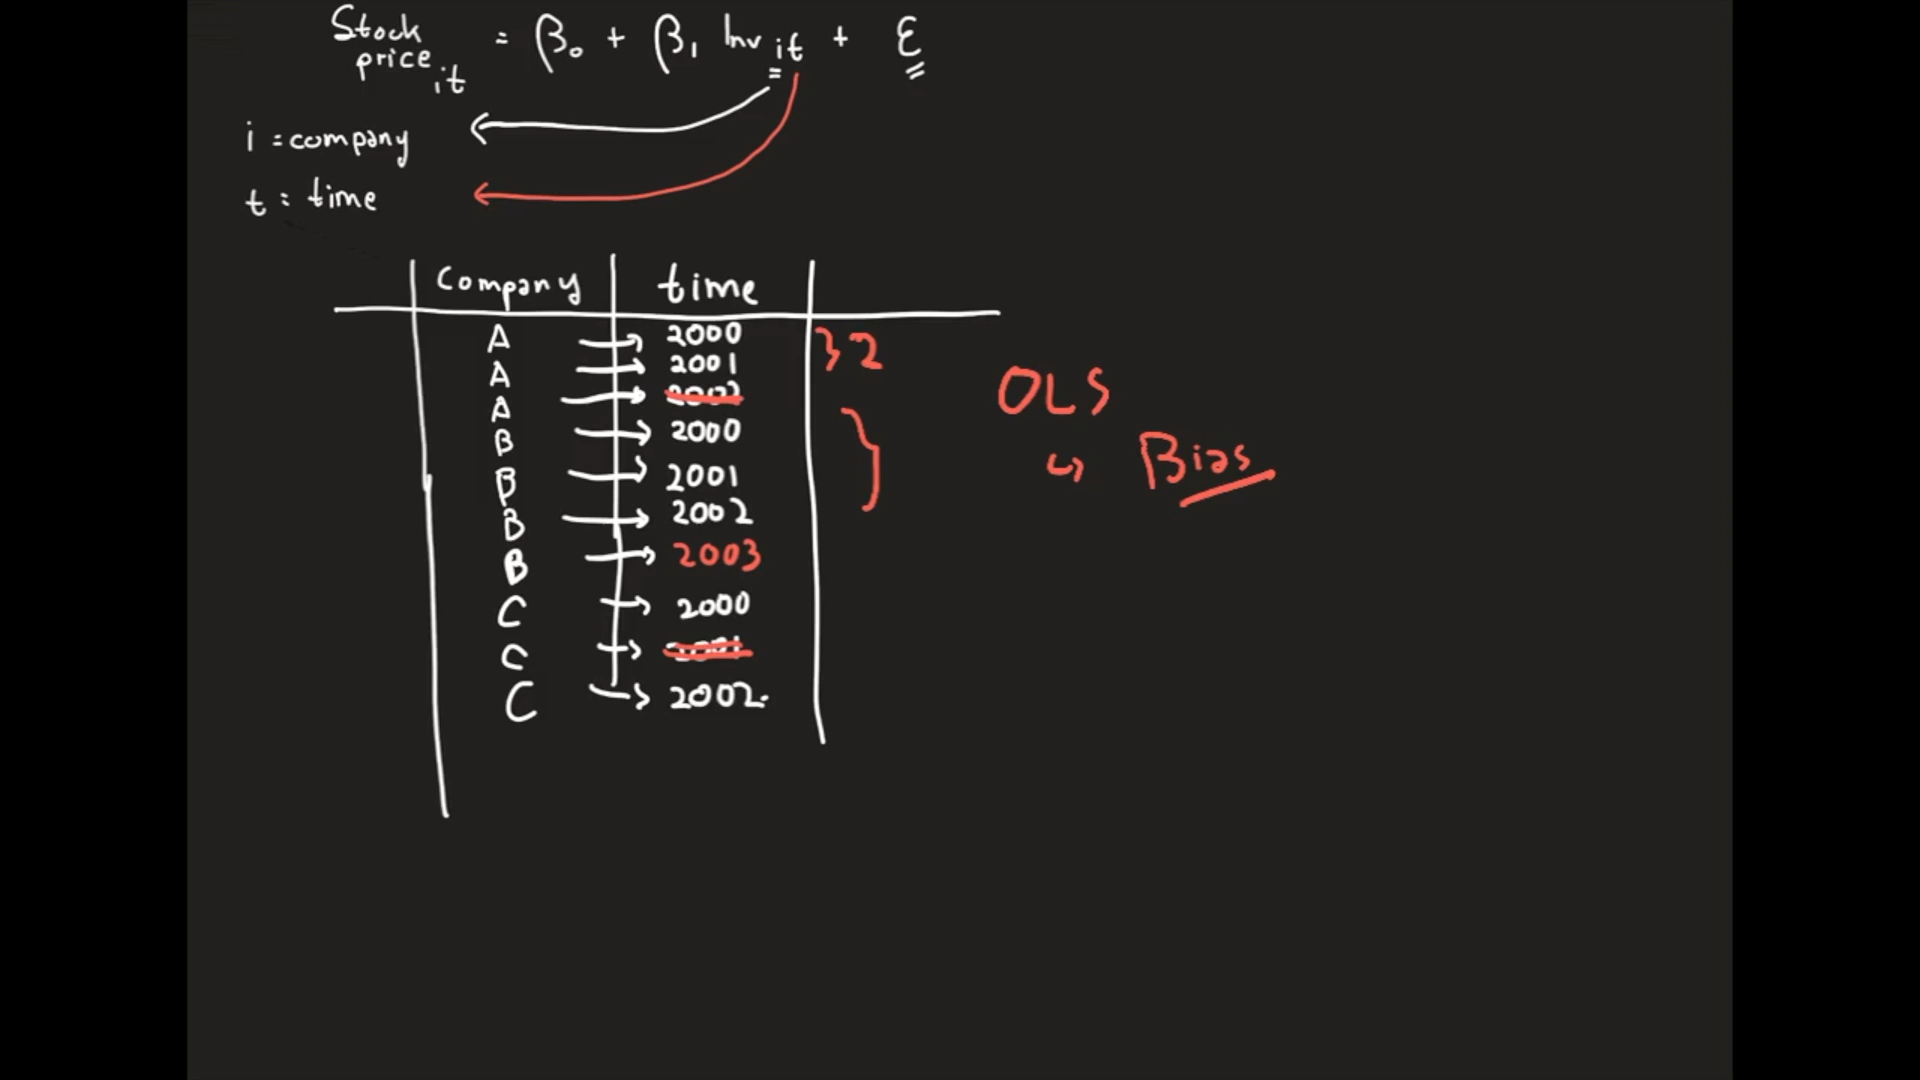 Stock price it = β₀ + β₁ Inv it + ε
i = company
t = time
Company time
A → 2000 } 2
A → 2001
A →
B → 2000 }
B → 2001
B → 2002
B → 2003
C → 2000
C →
C → 2002.
OLS
↪ Bias